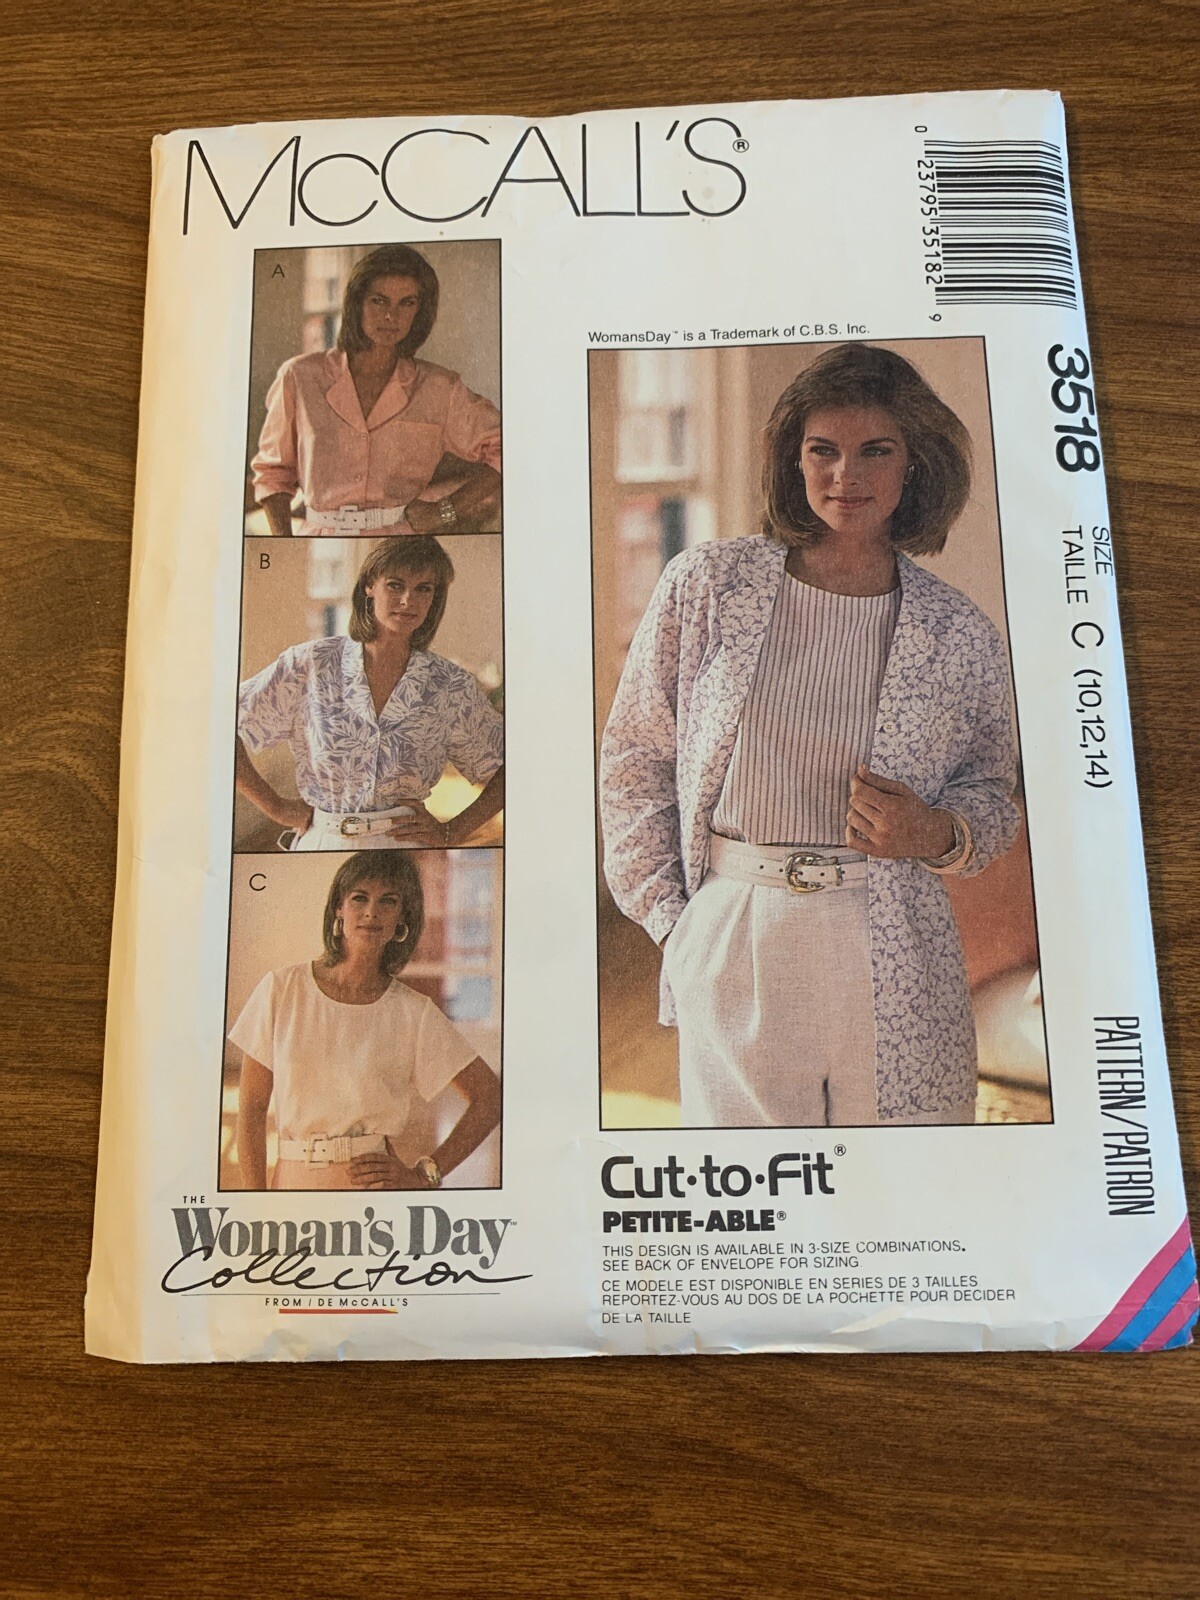 McCALL'S®
0 23795 35182 9
WomansDay™ is a Trademark of C.B.S. Inc.
A
B
C
3518
SIZE
TAILLE C (10,12,14)
PATTERN/PATRON
Cut·to·Fit®
PETITE-ABLE®
THIS DESIGN IS AVAILABLE IN 3-SIZE COMBINATIONS.
SEE BACK OF ENVELOPE FOR SIZING.
CE MODELE EST DISPONIBLE EN SERIES DE 3 TAILLES
REPORTEZ-VOUS AU DOS DE LA POCHETTE POUR DECIDER
DE LA TAILLE
THE
Woman's Day™
Collection
FROM / DE McCALL'S